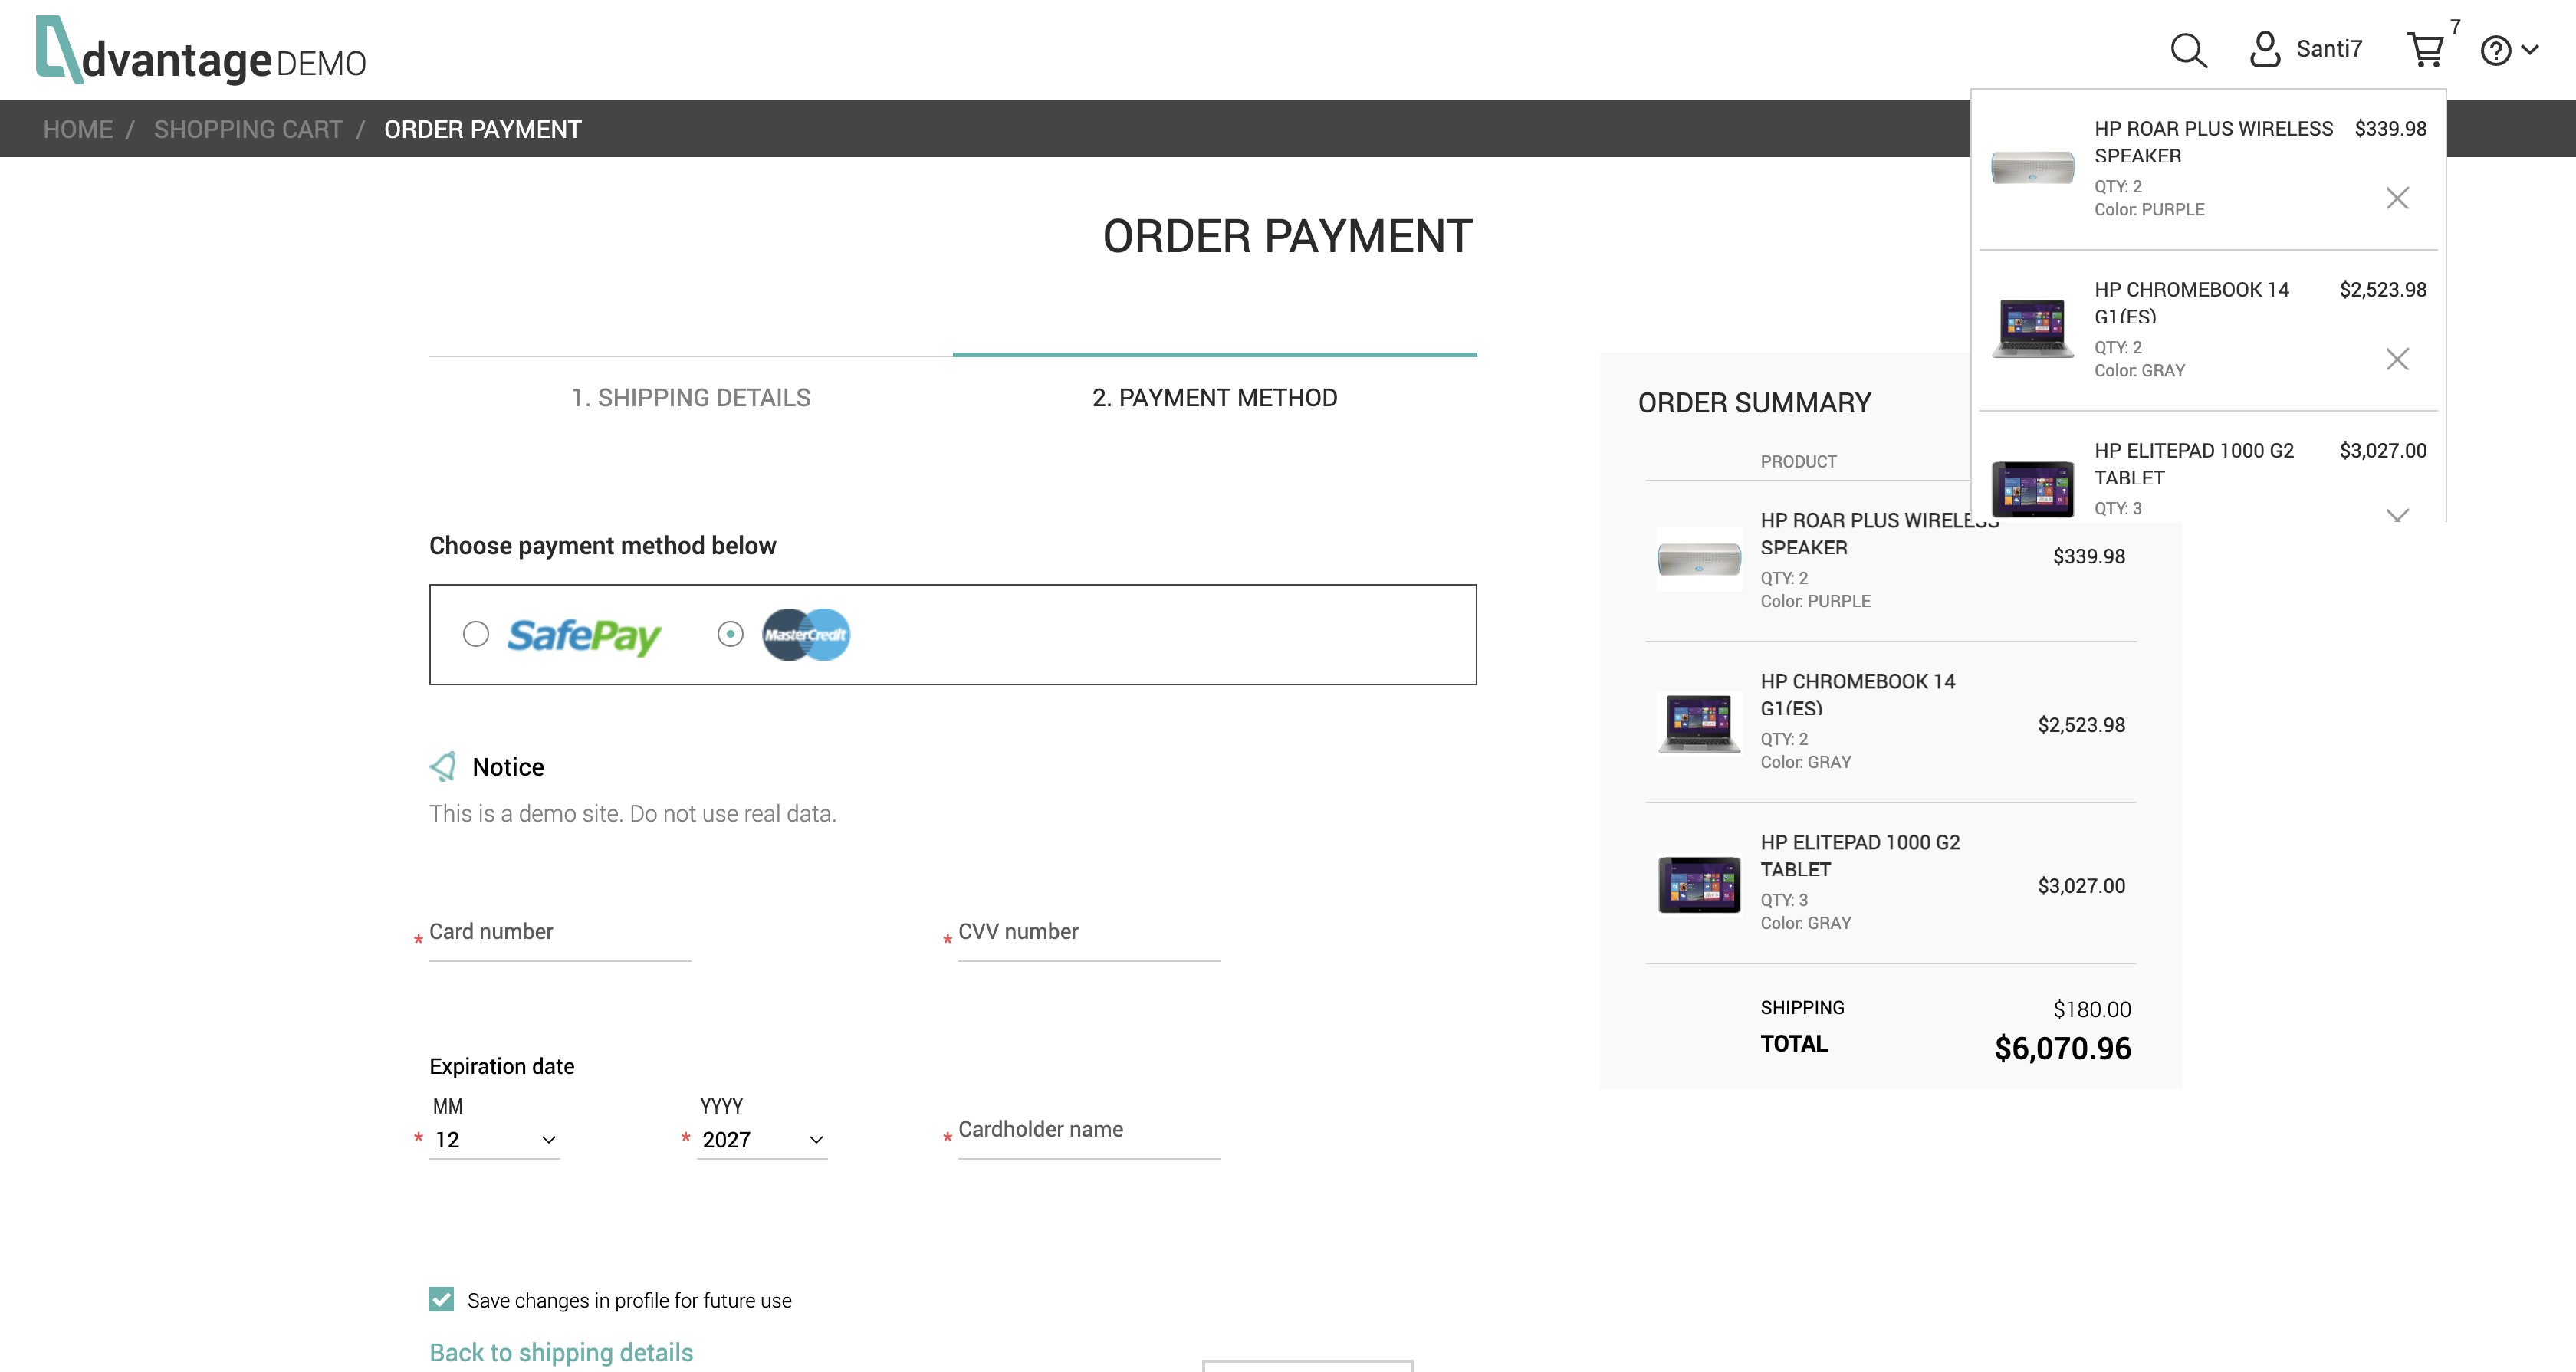 dvantage DEMO
Santi7
7
HOME / SHOPPING CART / ORDER PAYMENT
HP ROAR PLUS WIRELESS SPEAKER $339.98
QTY: 2
Color: PURPLE
HP CHROMEBOOK 14 G1(ES) $2,523.98
QTY: 2
Color: GRAY
HP ELITEPAD 1000 G2 TABLET $3,027.00
QTY: 3
ORDER PAYMENT
1. SHIPPING DETAILS
2. PAYMENT METHOD
Choose payment method below
SafePay
MasterCredit
Notice
This is a demo site. Do not use real data.
* Card number
* CVV number
Expiration date
MM
* 12
YYYY
* 2027
* Cardholder name
Save changes in profile for future use
Back to shipping details
ORDER SUMMARY
PRODUCT
HP ROAR PLUS WIRELESS
SPEAKER
QTY: 2
Color: PURPLE
$339.98
HP CHROMEBOOK 14
G1(ES)
QTY: 2
Color: GRAY
$2,523.98
HP ELITEPAD 1000 G2
TABLET
QTY: 3
Color: GRAY
$3,027.00
SHIPPING $180.00
TOTAL $6,070.96